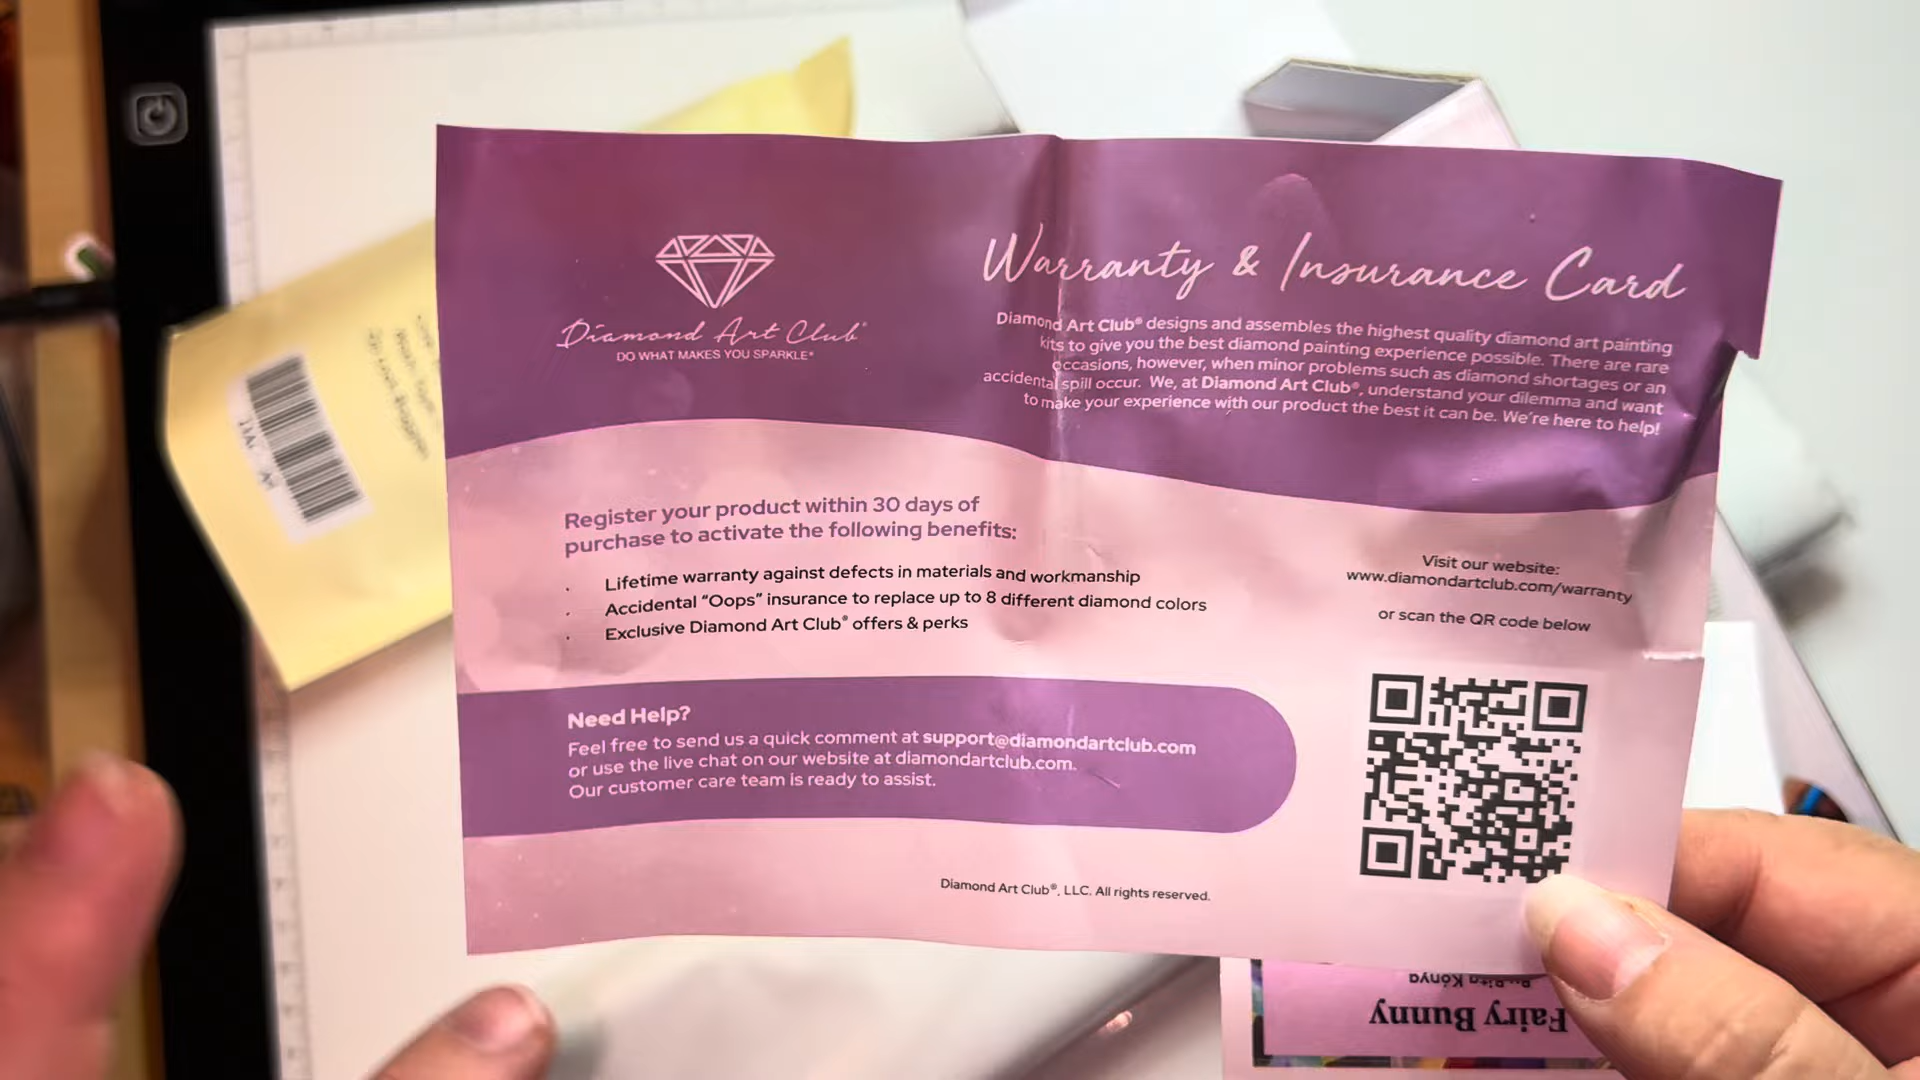 Diamond Art Club®
DO WHAT MAKES YOU SPARKLE®
Warranty & Insurance Card
Diamond Art Club® designs and assembles the highest quality diamond art painting
kits to give you the best diamond painting experience possible. There are rare
occasions, however, when minor problems such as diamond shortages or an
accidental spill occur. We, at Diamond Art Club®, understand your dilemma and want
to make your experience with our product the best it can be. We're here to help!
Register your product within 30 days of
purchase to activate the following benefits:
· Lifetime warranty against defects in materials and workmanship
· Accidental "Oops" insurance to replace up to 8 different diamond colors
· Exclusive Diamond Art Club® offers & perks
Visit our website:
www.diamondartclub.com/warranty
or scan the QR code below
Need Help?
Feel free to send us a quick comment at support@diamondartclub.com
or use the live chat on our website at diamondartclub.com.
Our customer care team is ready to assist.
Diamond Art Club®, LLC. All rights reserved.
Fairy Bunny
Kónya